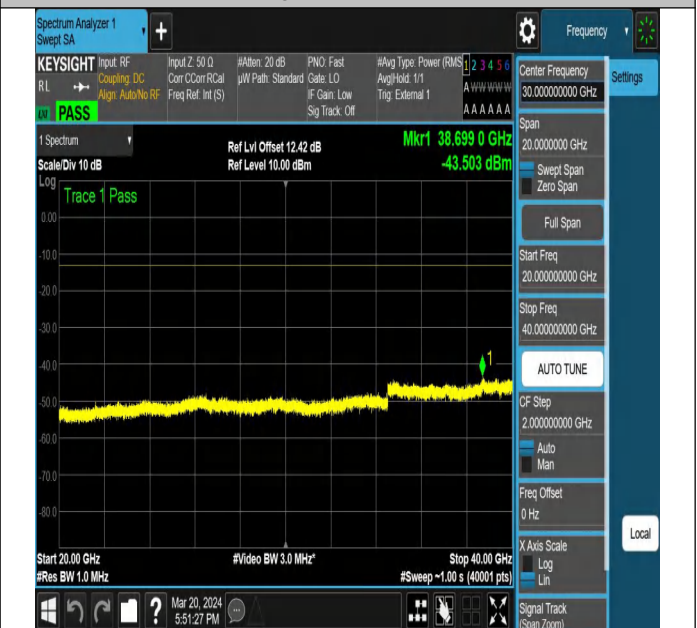 Spectrum Analyzer 1
Swept SA
+
Frequency
KEYSIGHT
RL
PASS
Input: RF
Coupling: DC
Align: Auto/No RF
Input Z: 50 Ω
Corr CCorr RCal
Freq Ref: Int (S)
#Atten: 20 dB
µW Path: Standard
PNO: Fast
Gate: LO
IF Gain: Low
Sig Track: Off
#Avg Type: Power (RMS
Avg|Hold: 1/1
Trig: External 1
1 2 3 4 5 6
A W W W W W
A A A A A A
1 Spectrum
Scale/Div 10 dB
Ref Lvl Offset 12.42 dB
Ref Level 10.00 dBm
Mkr1 38.699 0 GHz
-43.503 dBm
Log
Trace 1 Pass
0.00
-10.0
-20.0
-30.0
-40.0
-50.0
-60.0
-70.0
-80.0
1
Start 20.00 GHz
#Res BW 1.0 MHz
#Video BW 3.0 MHz*
Stop 40.00 GHz
#Sweep ~1.00 s (40001 pts)
?
Mar 20, 2024
5:51:27 PM
Center Frequency
30.000000000 GHz
Settings
Span
20.0000000 GHz
Swept Span
Zero Span
Full Span
Start Freq
20.000000000 GHz
Stop Freq
40.000000000 GHz
AUTO TUNE
CF Step
2.000000000 GHz
Auto
Man
Freq Offset
0 Hz
Local
X Axis Scale
Log
Lin
Signal Track
(Span Zoom)